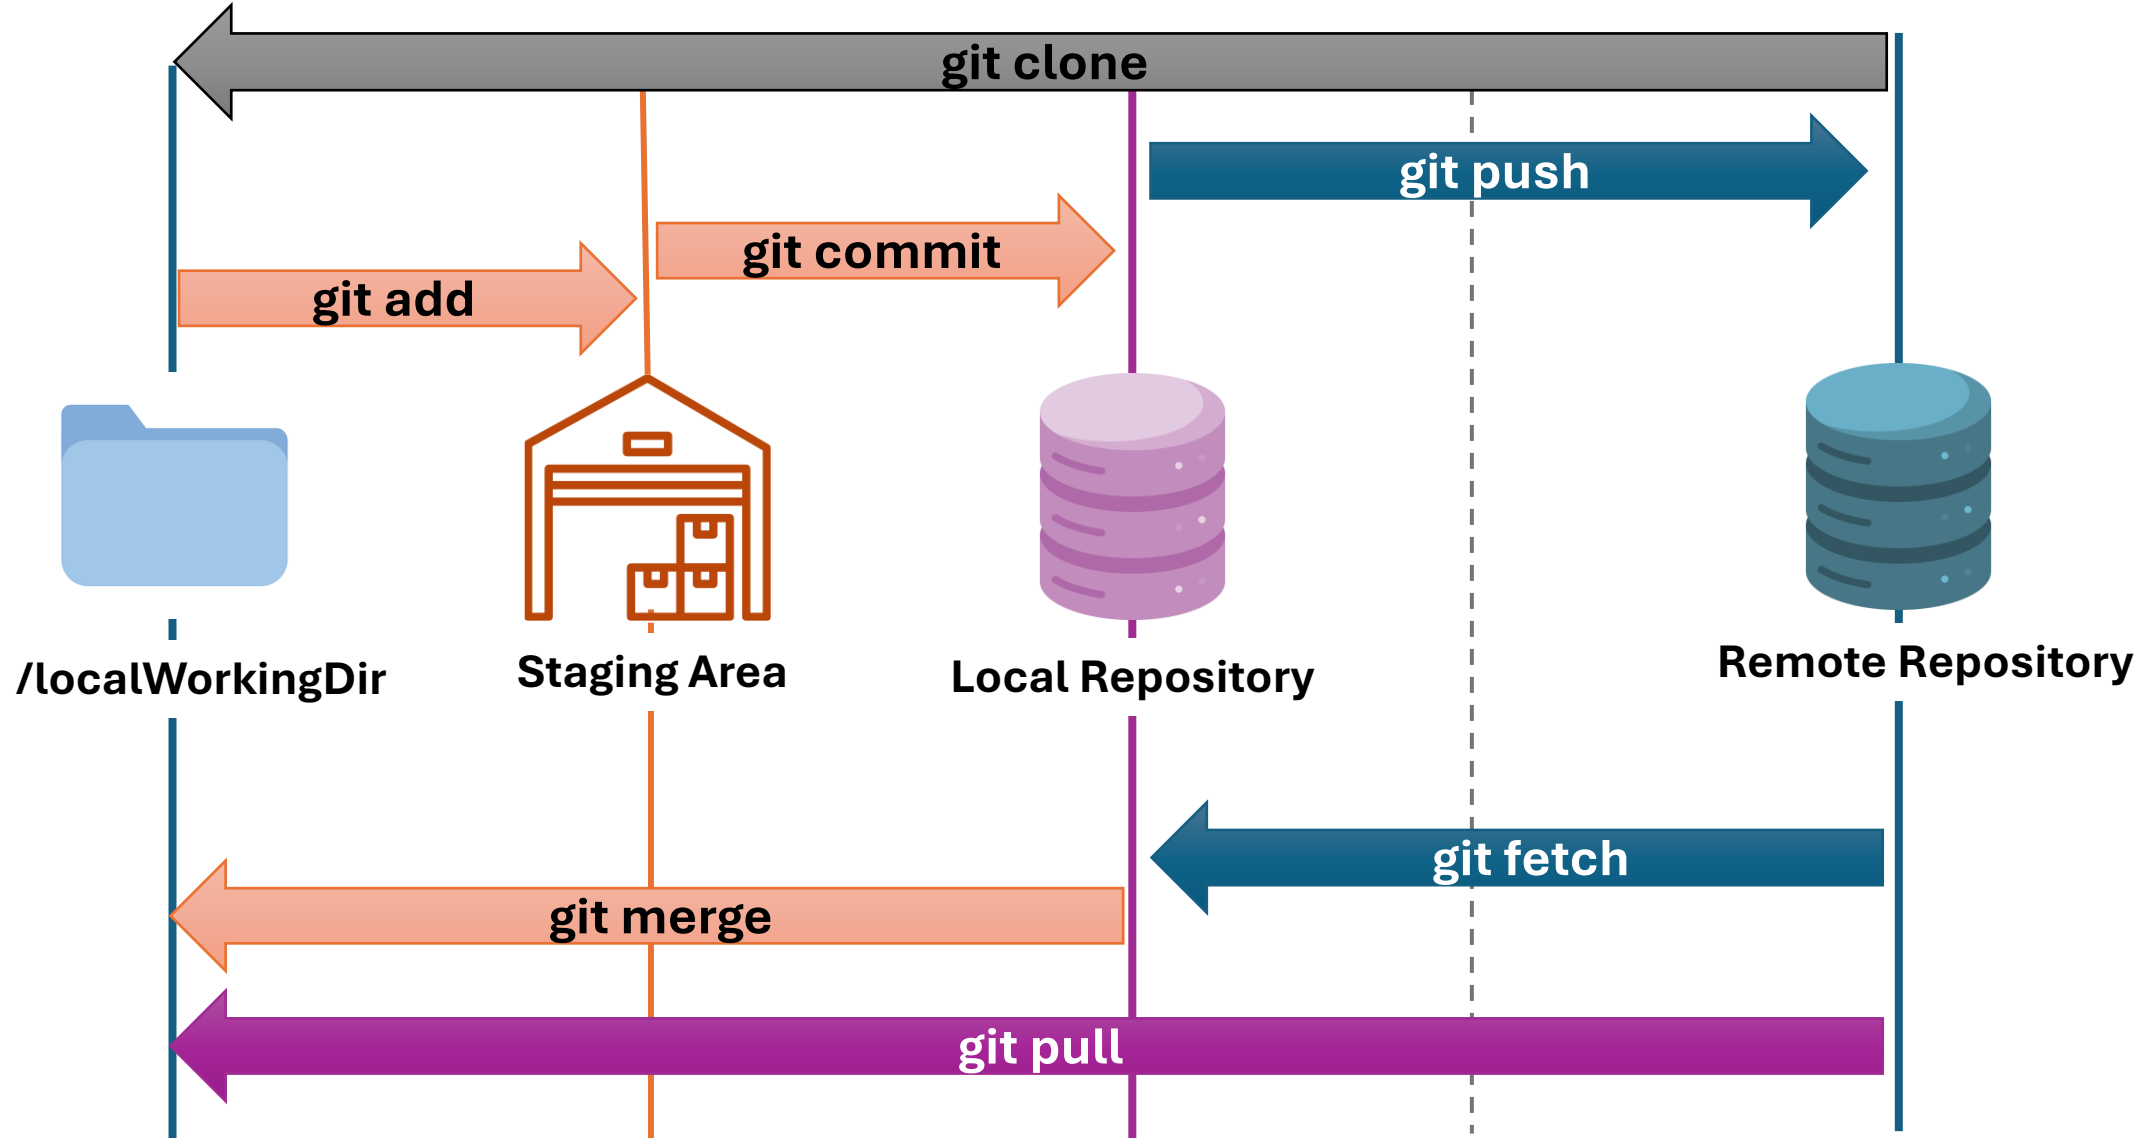 git clone
git push
git commit
git add
/localWorkingDir
Staging Area
Local Repository
Remote Repository
git fetch
git merge
git pull